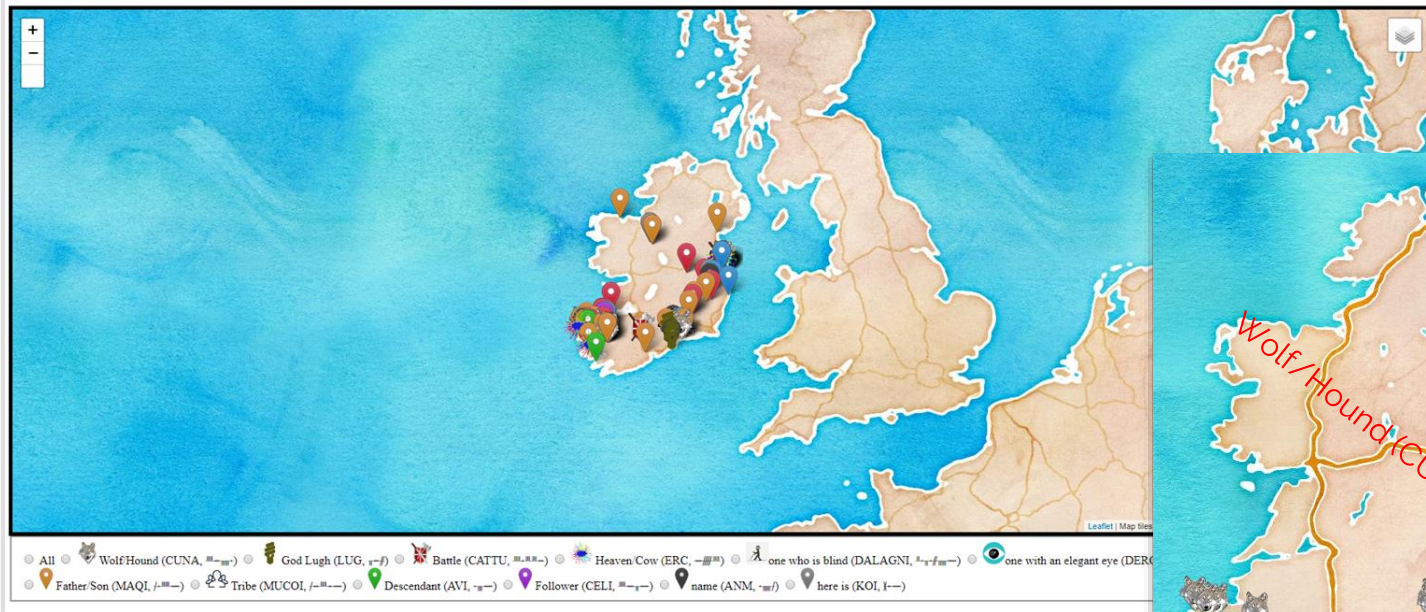 +
−
Leaflet | Map tiles
All Wolf/Hound (CUNA, God Lugh (LUG, Battle (CATTU, Heaven/Cow (ERC, one who is blind (DALAGNI, one with an elegant eye (DERC
Father/Son (MAQI, Tribe (MUCOI, Descendant (AVI, Follower (CELI, name (ANM, here is (KOI,
Wolf/Hound (CU